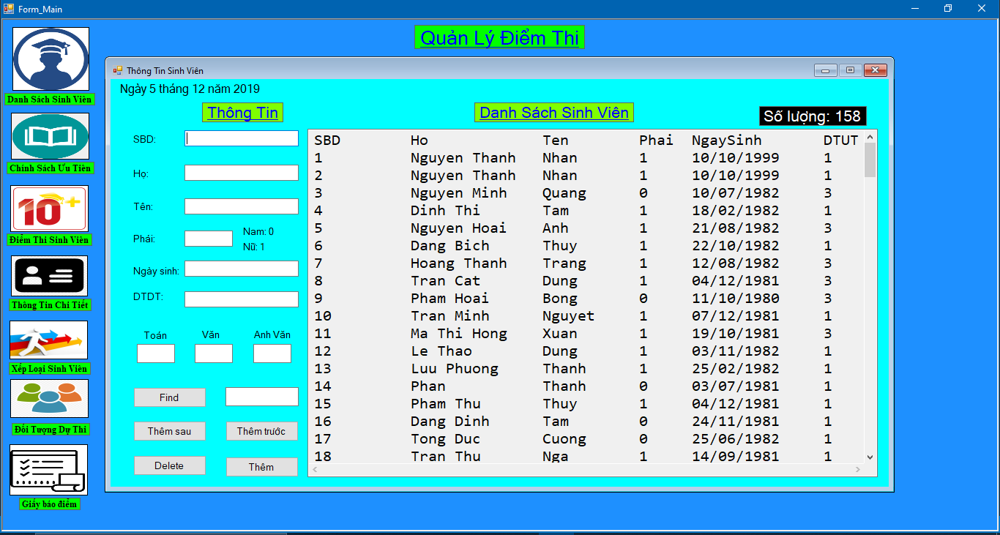 Form_Main
Quản Lý Điểm Thi
Danh Sách Sinh Viên
Chính Sách Ưu Tiên
10+
Điểm Thi Sinh Viên
Thông Tin Chi Tiết
Xếp Loại Sinh Viên
Đối Tượng Dự Thi
Giấy báo điểm
Thông Tin Sinh Viên
Ngày 5 tháng 12 năm 2019
Thông Tin
Danh Sách Sinh Viên
Số lượng: 158
SBD:
Họ:
Tên:
Phái:
Nam: 0
Nữ: 1
Ngày sinh:
DTDT:
Toán Văn Anh Văn
Find
Thêm sau Thêm trước
Delete Thêm
SBD Ho Ten Phai NgaySinh DTUT
1 Nguyen Thanh Nhan 1 10/10/1999 1
2 Nguyen Thanh Nhan 1 10/10/1999 1
3 Nguyen Minh Quang 0 10/07/1982 3
4 Dinh Thi Tam 1 18/02/1982 1
5 Nguyen Hoai Anh 1 21/08/1982 3
6 Dang Bich Thuy 1 22/10/1982 1
7 Hoang Thanh Trang 1 12/08/1982 3
8 Tran Cat Dung 1 04/12/1981 3
9 Pham Hoai Bong 0 11/10/1980 3
10 Tran Minh Nguyet 1 07/12/1981 1
11 Ma Thi Hong Xuan 1 19/10/1981 3
12 Le Thao Dung 1 03/11/1982 1
13 Luu Phuong Thanh 1 25/02/1982 1
14 Phan Thanh 0 03/07/1981 1
15 Pham Thu Thuy 1 04/12/1981 1
16 Dang Dinh Tam 0 24/11/1981 1
17 Tong Duc Cuong 0 25/06/1982 1
18 Tran Thu Nga 1 14/09/1981 1